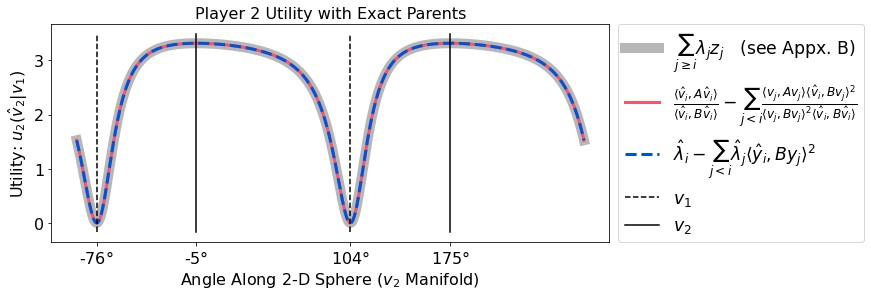 Player 2 Utility with Exact Parents
Utility: u₂(v̂₂|v₁)
3
2
1
0
-76°
-5°
104°
175°
Angle Along 2-D Sphere (v₂ Manifold)
∑_{j≥i} λ_j z_j (see Appx. B)
⟨v̂_i, Av̂_i⟩/⟨v̂_i, Bv̂_i⟩ − ∑_{j<i} ⟨v_j, Av_j⟩⟨v̂_i, Bv_j⟩²/⟨v_j, Bv_j⟩²⟨v̂_i, Bv̂_i⟩
λ̂_i − ∑_{j<i} λ̂_j⟨ŷ_i, By_j⟩²
v₁
v₂